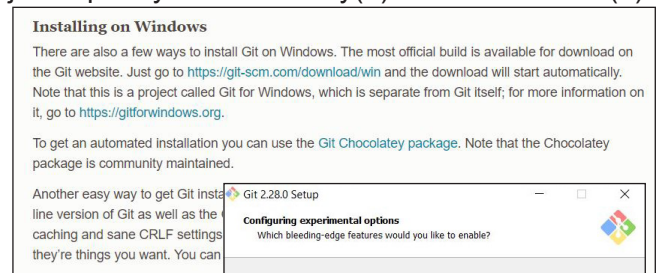 Installing on Windows
There are also a few ways to install Git on Windows. The most official build is available for download on
the Git website. Just go to https://git-scm.com/download/win and the download will start automatically.
Note that this is a project called Git for Windows, which is separate from Git itself; for more information on
it, go to https://gitforwindows.org.
To get an automated installation you can use the Git Chocolatey package. Note that the Chocolatey
package is community maintained.
Another easy way to get Git insta
line version of Git as well as the
caching and sane CRLF settings
they're things you want. You can
Git 2.28.0 Setup
Configuring experimental options
Which bleeding-edge features would you like to enable?